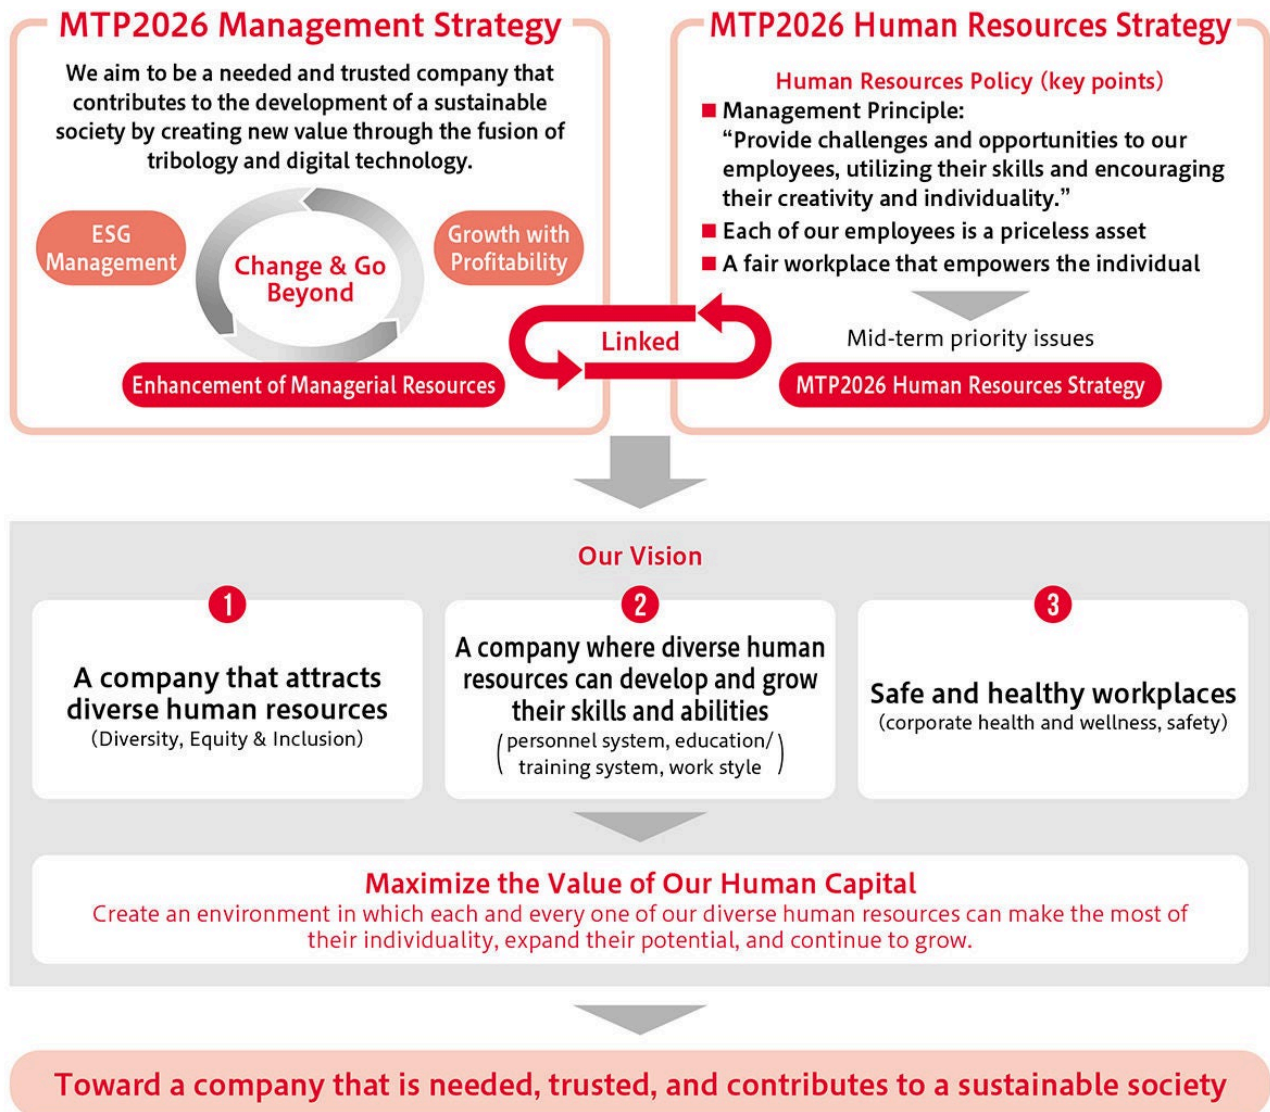 MTP2026 Management Strategy
We aim to be a needed and trusted company that
contributes to the development of a sustainable
society by creating new value through the fusion of
tribology and digital technology.
ESG
Management
Change & Go
Beyond
Growth with
Profitability
Enhancement of Managerial Resources
Linked
MTP2026 Human Resources Strategy
Human Resources Policy (key points)
■ Management Principle:
“Provide challenges and opportunities to our
employees, utilizing their skills and encouraging
their creativity and individuality.”
■ Each of our employees is a priceless asset
■ A fair workplace that empowers the individual
Mid-term priority issues
MTP2026 Human Resources Strategy
Our Vision
1
A company that attracts
diverse human resources
(Diversity, Equity & Inclusion)
2
A company where diverse human
resources can develop and grow
their skills and abilities
(personnel system, education/
training system, work style)
3
Safe and healthy workplaces
(corporate health and wellness, safety)
Maximize the Value of Our Human Capital
Create an environment in which each and every one of our diverse human resources can make the most of
their individuality, expand their potential, and continue to grow.
Toward a company that is needed, trusted, and contributes to a sustainable society